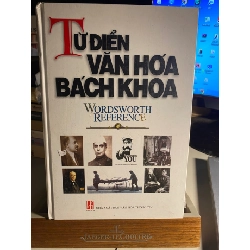 TỪ ĐIỂN
VĂN HÓA
BÁCH KHOA
WORDSWORTH
REFERENCE
YOU